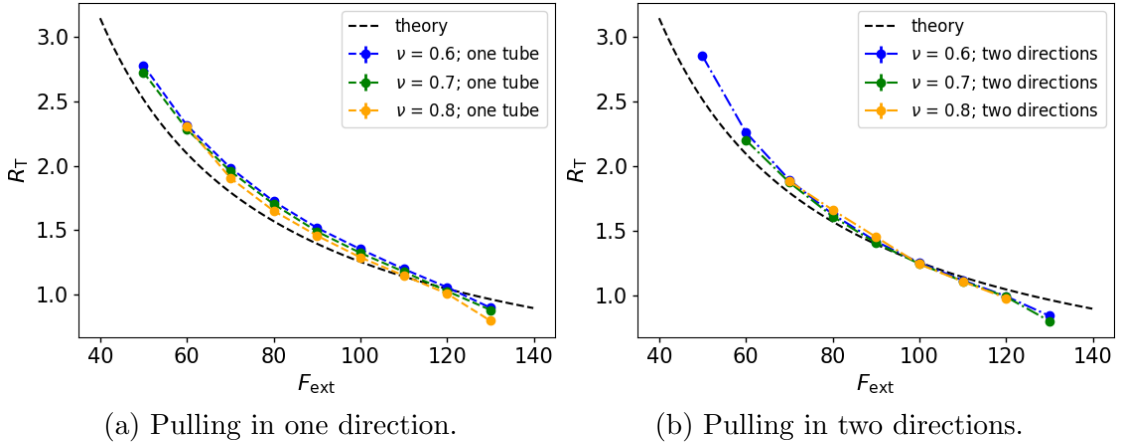 theory
ν = 0.6; one tube
ν = 0.7; one tube
ν = 0.8; one tube
3.0
2.5
2.0
1.5
1.0
R_T
40 60 80 100 120 140
F_ext
(a) Pulling in one direction.
theory
ν = 0.6; two directions
ν = 0.7; two directions
ν = 0.8; two directions
3.0
2.5
2.0
1.5
1.0
R_T
40 60 80 100 120 140
F_ext
(b) Pulling in two directions.